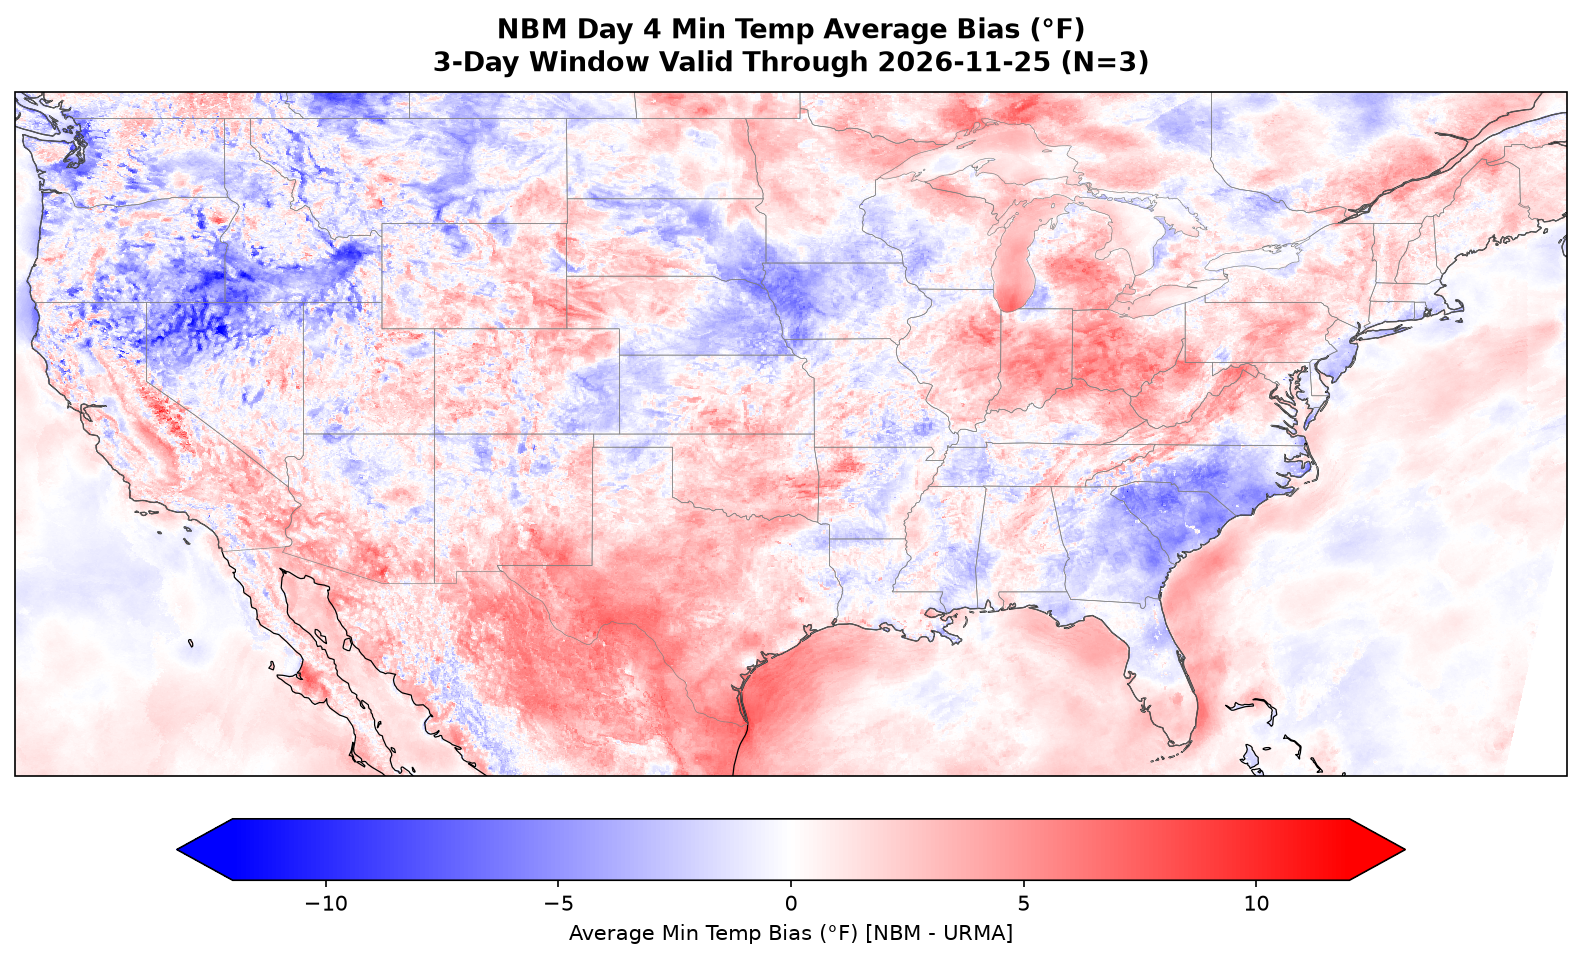 NBM Day 4 Min Temp Average Bias (°F)
3-Day Window Valid Through 2026-11-25 (N=3)
−10
−5
0
5
10
Average Min Temp Bias (°F) [NBM - URMA]